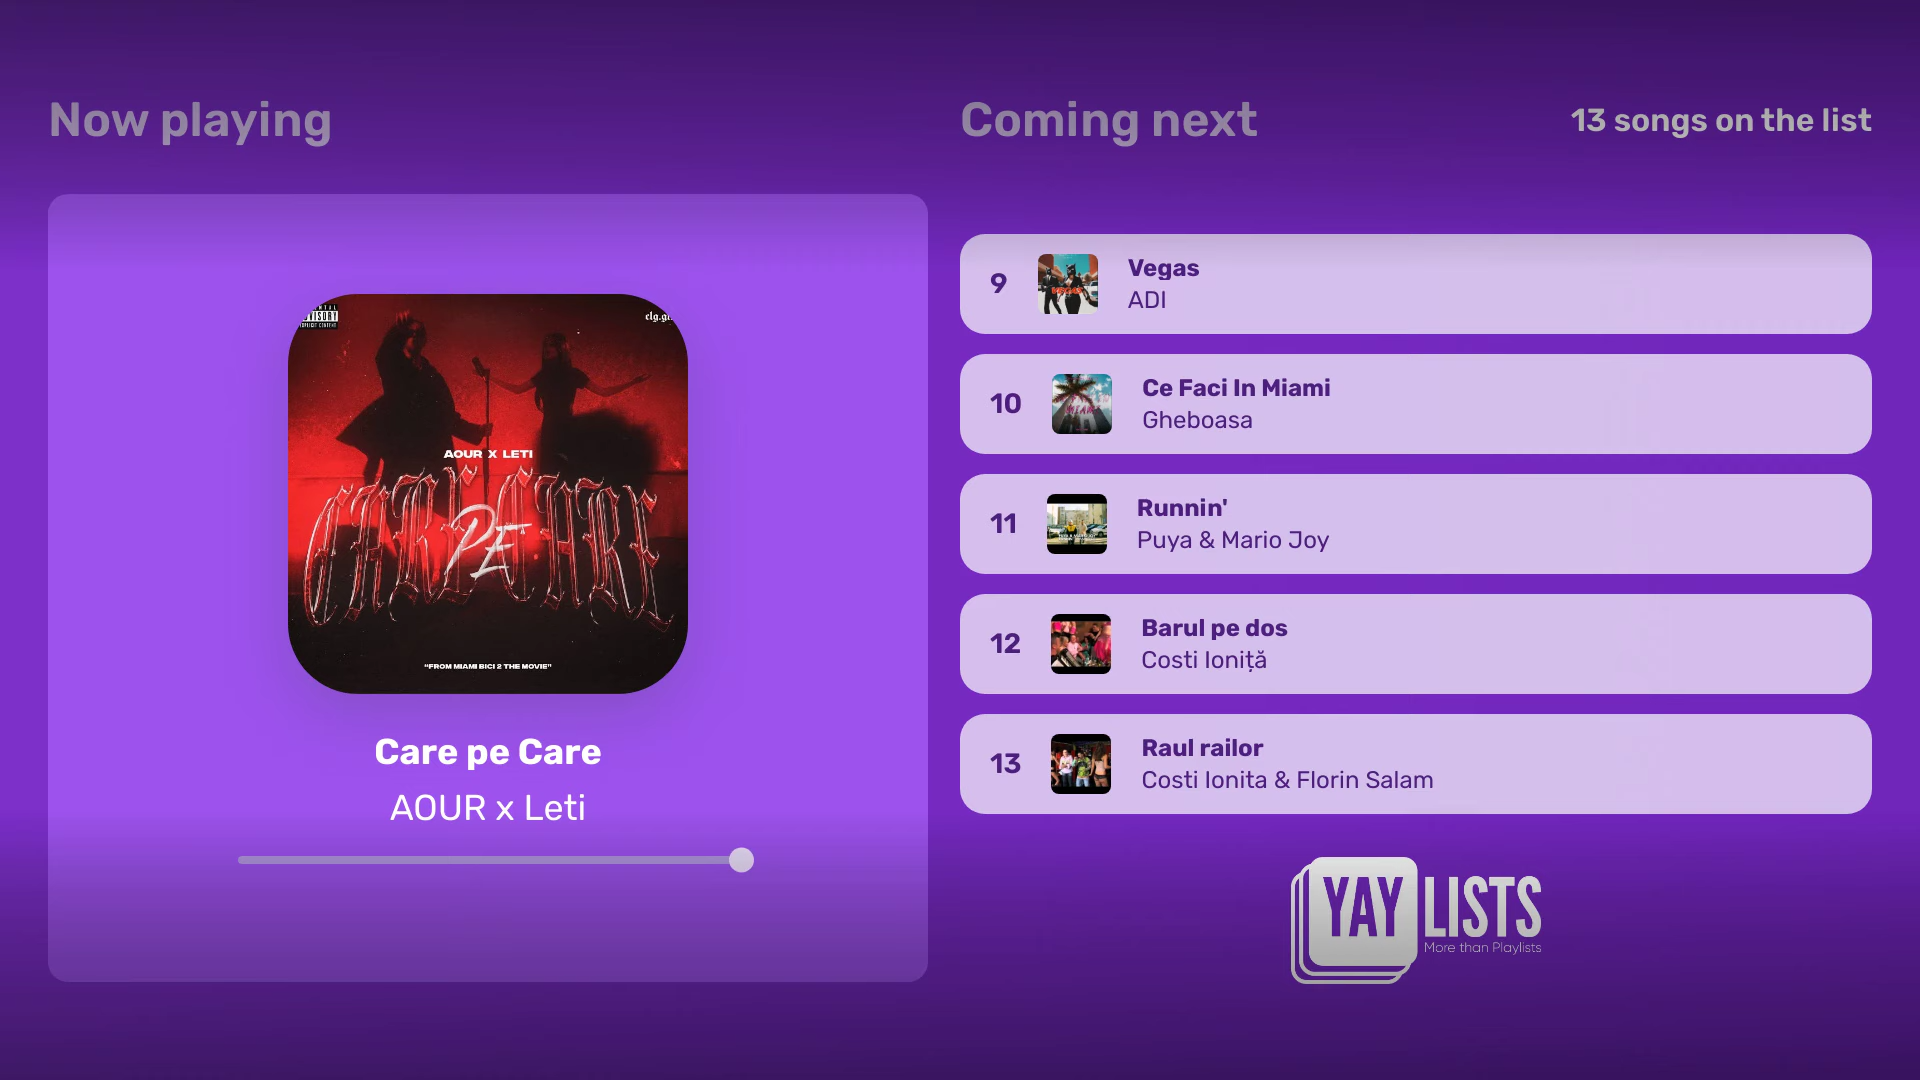 Now playing
AOUR X LETI
CARE PE CARE
"FROM MIAMI BICI 2 THE MOVIE"
Care pe Care
AOUR x Leti
Coming next
13 songs on the list
9
Vegas
ADI
10
Ce Faci In Miami
Gheboasa
11
Runnin'
Puya & Mario Joy
12
Barul pe dos
Costi Ioniță
13
Raul railor
Costi Ionita & Florin Salam
YAY LISTS
More than Playlists